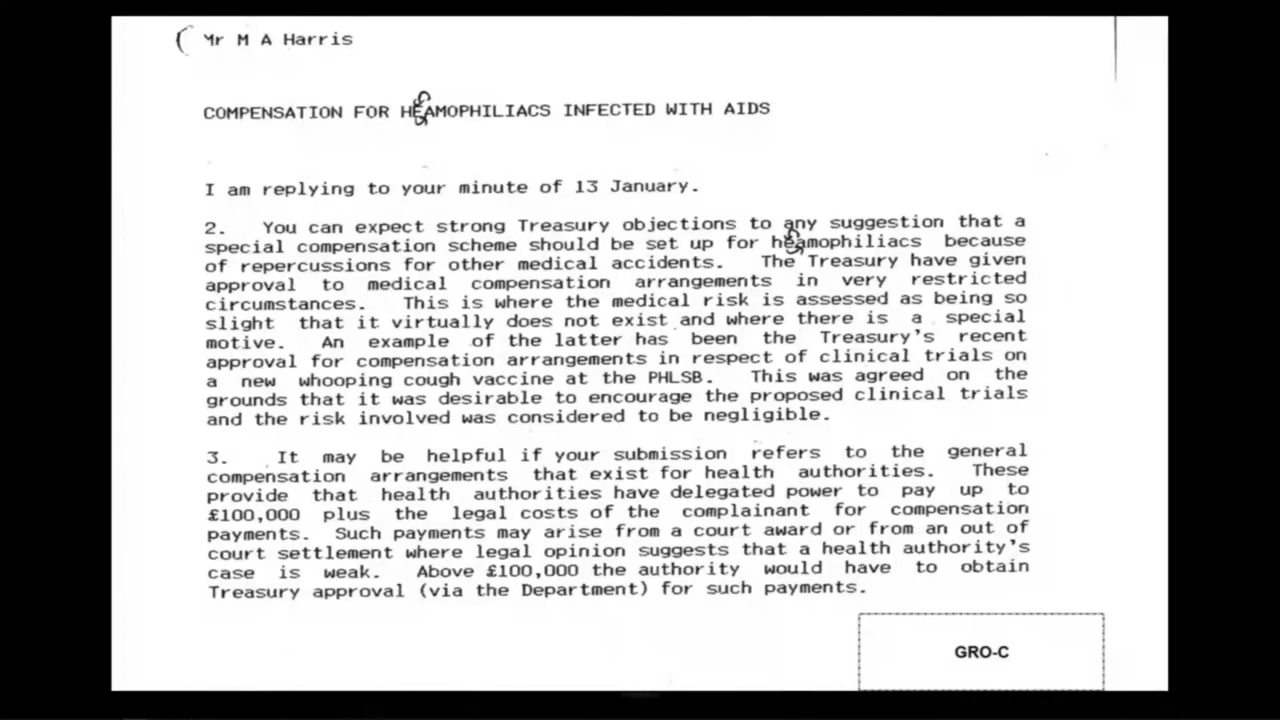 Mr M A Harris
COMPENSATION FOR HEAMOPHILIACS INFECTED WITH AIDS
I am replying to your minute of 13 January.
2. You can expect strong Treasury objections to any suggestion that a
special compensation scheme should be set up for heamophiliacs because
of repercussions for other medical accidents. The Treasury have given
approval to medical compensation arrangements in very restricted
circumstances. This is where the medical risk is assessed as being so
slight that it virtually does not exist and where there is a special
motive. An example of the latter has been the Treasury's recent
approval for compensation arrangements in respect of clinical trials on
a new whooping cough vaccine at the PHLSB. This was agreed on the
grounds that it was desirable to encourage the proposed clinical trials
and the risk involved was considered to be negligible.
3. It may be helpful if your submission refers to the general
compensation arrangements that exist for health authorities. These
provide that health authorities have delegated power to pay up to
£100,000 plus the legal costs of the complainant for compensation
payments. Such payments may arise from a court award or from an out of
court settlement where legal opinion suggests that a health authority's
case is weak. Above £100,000 the authority would have to obtain
Treasury approval (via the Department) for such payments.
GRO-C